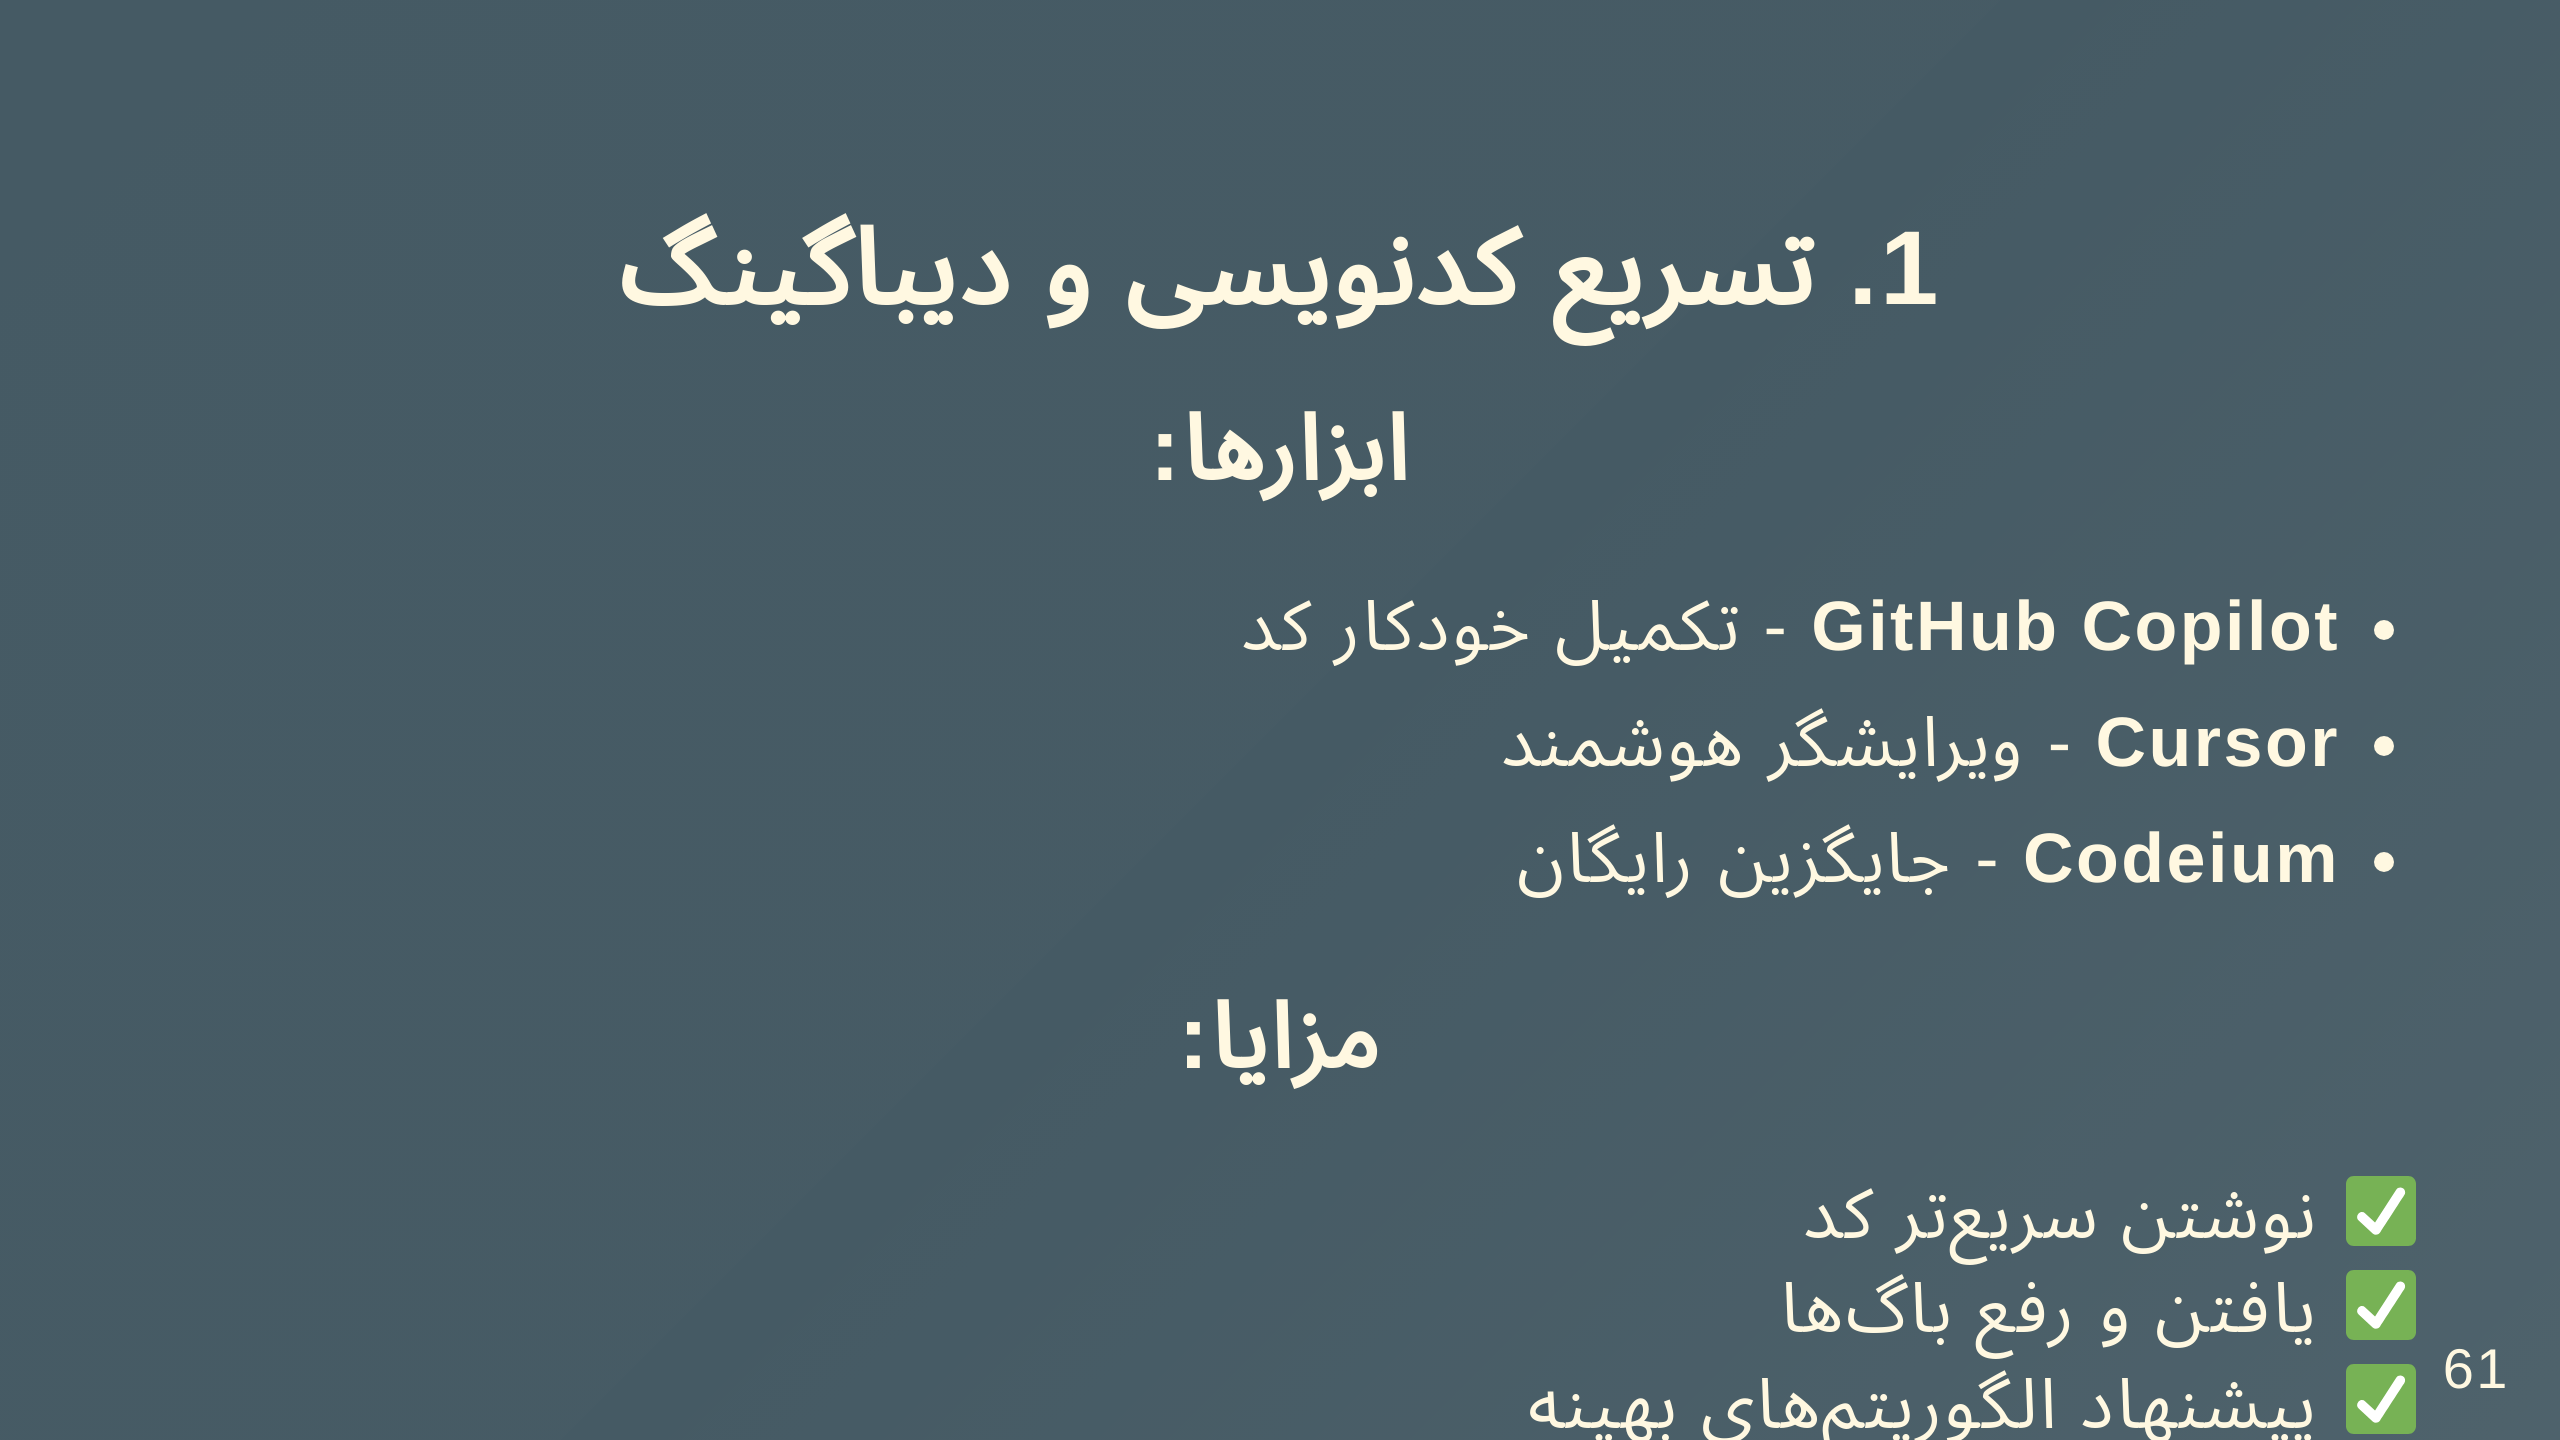 1. تسریع کدنویسی و دیباگینگ
ابزارها:
• GitHub Copilot - تکمیل خودکار کد
• Cursor - ویرایشگر هوشمند
• Codeium - جایگزین رایگان
مزایا:
✅ نوشتن سریع‌تر کد
✅ یافتن و رفع باگ‌ها
✅ پیشنهاد الگوریتم‌های بهینه
61